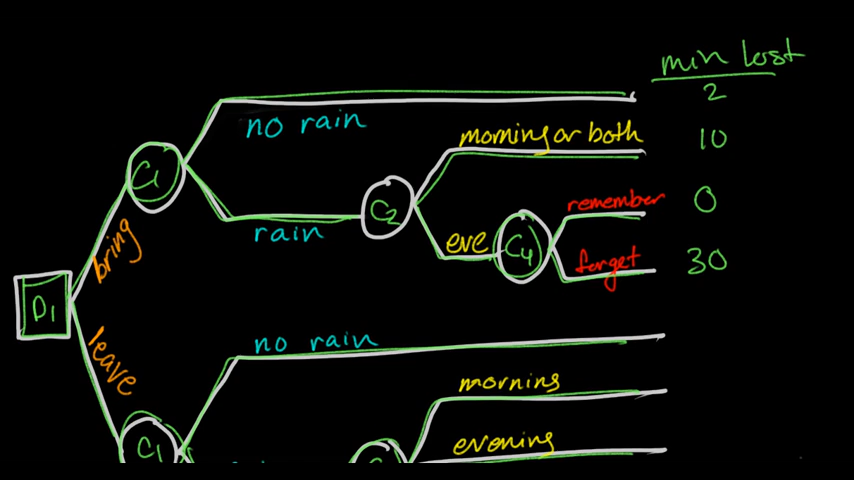 min lost
2
no rain
morning or both
10
C1
remember
0
C2
rain
eve
C4
forget
30
bring
D1
leave
no rain
morning
evening
C1